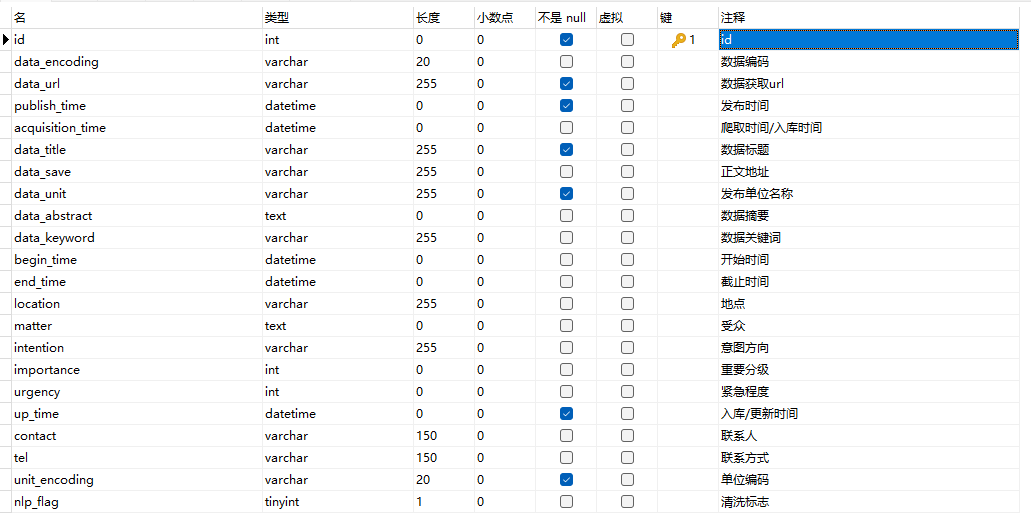 名 类型 长度 小数点 不是 null 虚拟 键 注释
id int 0 0 1 id
data_encoding varchar 20 0 数据编码
data_url varchar 255 0 数据获取url
publish_time datetime 0 0 发布时间
acquisition_time datetime 0 0 爬取时间/入库时间
data_title varchar 255 0 数据标题
data_save varchar 255 0 正文地址
data_unit varchar 255 0 发布单位名称
data_abstract text 0 0 数据摘要
data_keyword varchar 255 0 数据关键词
begin_time datetime 0 0 开始时间
end_time datetime 0 0 截止时间
location varchar 255 0 地点
matter text 0 0 受众
intention varchar 255 0 意图方向
importance int 0 0 重要分级
urgency int 0 0 紧急程度
up_time datetime 0 0 入库/更新时间
contact varchar 150 0 联系人
tel varchar 150 0 联系方式
unit_encoding varchar 20 0 单位编码
nlp_flag tinyint 1 0 清洗标志